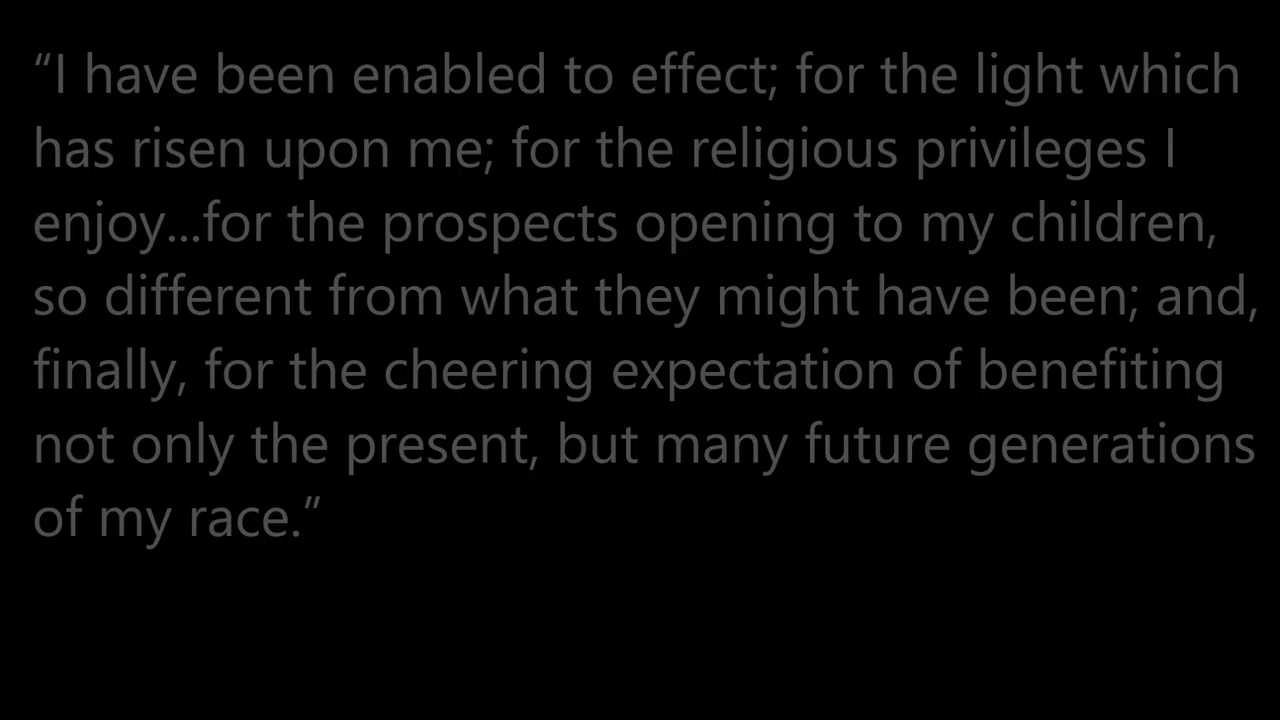 “I have been enabled to effect; for the light which
has risen upon me; for the religious privileges I
enjoy...for the prospects opening to my children,
so different from what they might have been; and,
finally, for the cheering expectation of benefiting
not only the present, but many future generations
of my race.”